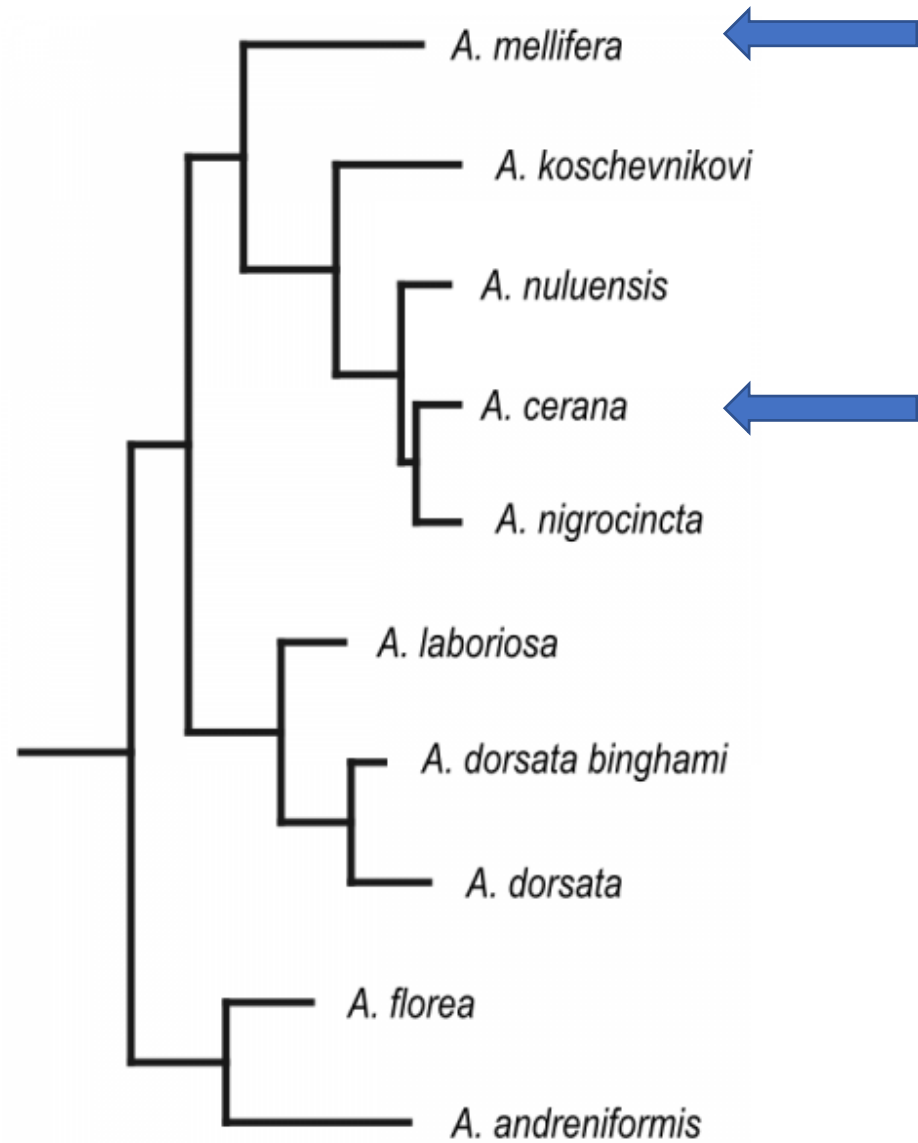 A. mellifera
A. koschevnikovi
A. nuluensis
A. cerana
A. nigrocincta
A. laboriosa
A. dorsata binghami
A. dorsata
A. florea
A. andreniformis